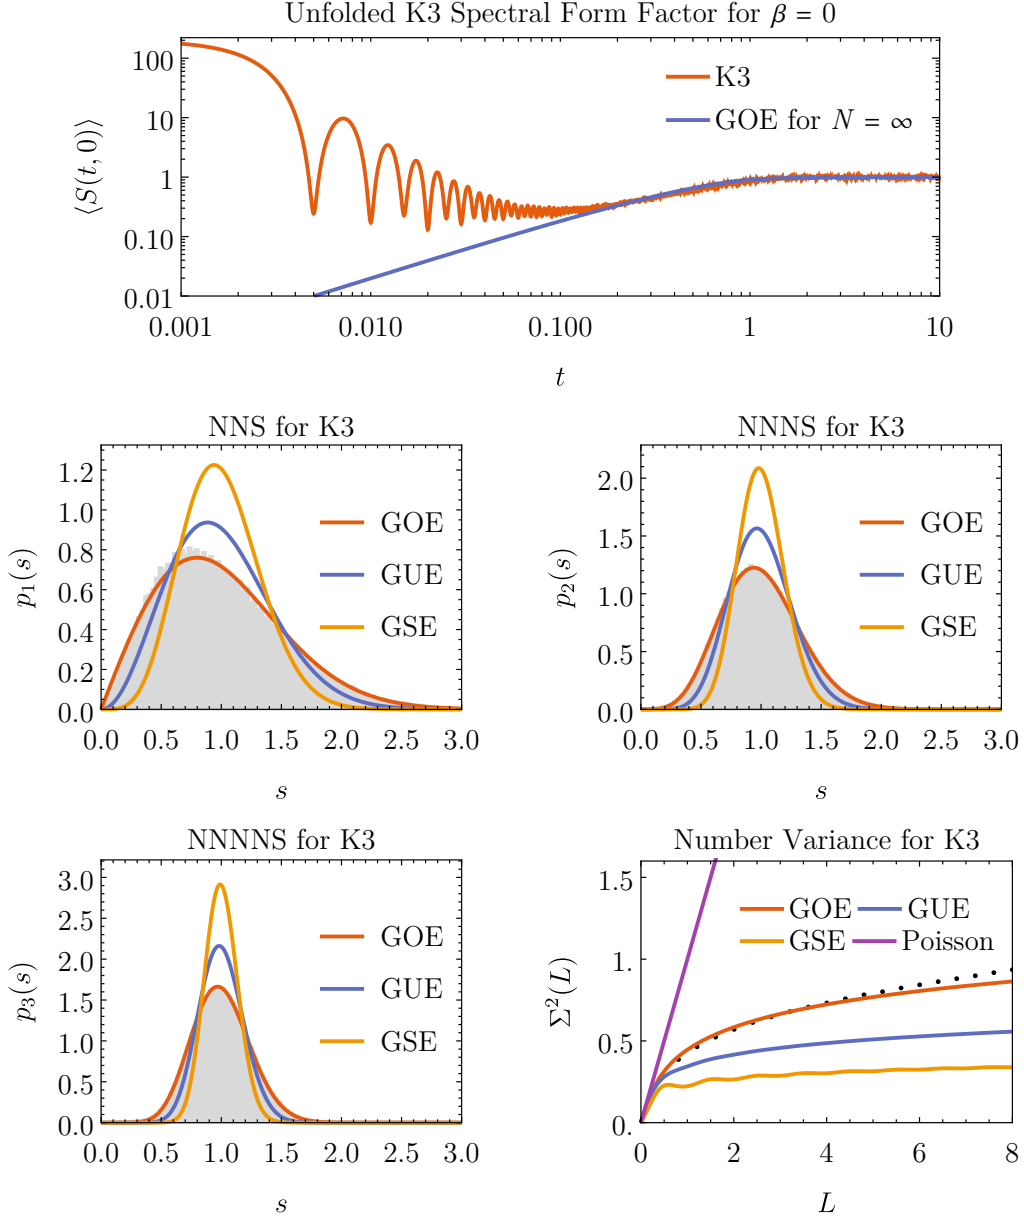 Unfolded K3 Spectral Form Factor for β = 0
⟨S(t, 0)⟩
100
10
1
0.10
0.01
K3
GOE for N = ∞
0.001 0.010 0.100 1 10
t
NNS for K3
p₁(s)
1.2
1.0
0.8
0.6
0.4
0.2
0.0
GOE
GUE
GSE
0.0 0.5 1.0 1.5 2.0 2.5 3.0
s
NNNS for K3
p₂(s)
2.0
1.5
1.0
0.5
0.0
GOE
GUE
GSE
0.0 0.5 1.0 1.5 2.0 2.5 3.0
s
NNNNS for K3
p₃(s)
3.0
2.5
2.0
1.5
1.0
0.5
0.0
GOE
GUE
GSE
0.0 0.5 1.0 1.5 2.0 2.5 3.0
s
Number Variance for K3
Σ²(L)
1.5
1.
0.5
0.
GOE GUE
GSE Poisson
0 2 4 6 8
L